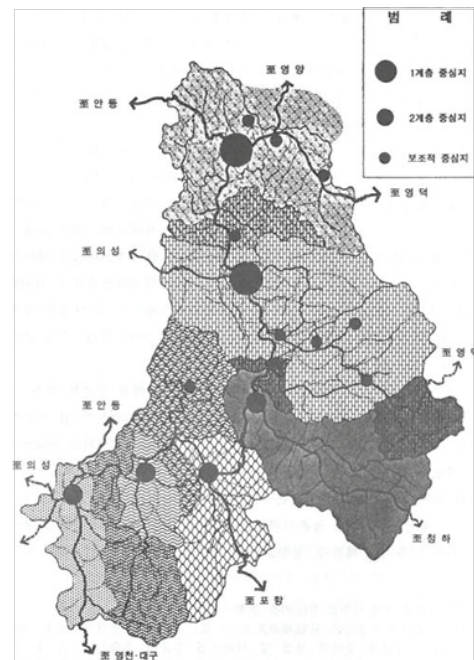 범 례
1계층 중심지
2계층 중심지
보조적 중심지
至영양
至안동
至영덕
至의성
至영덕
至안동
至의성
至청하
至포항
至영천·대구